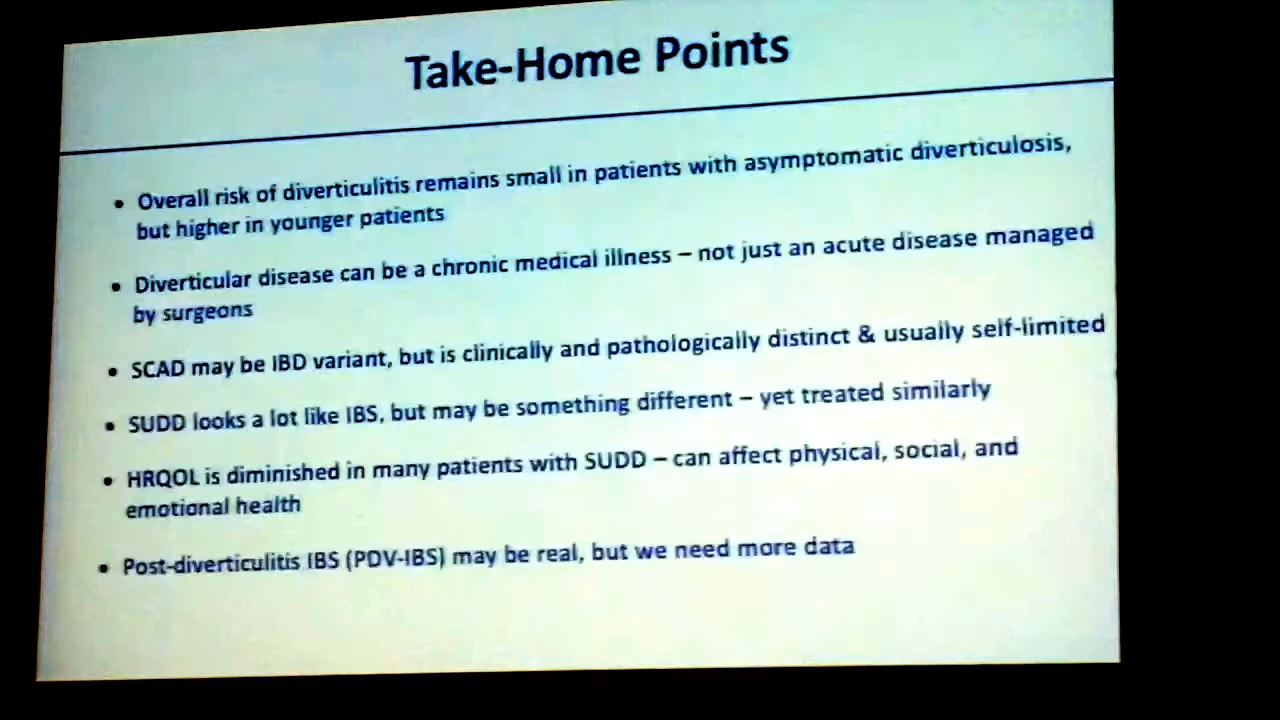 Take-Home Points
• Overall risk of diverticulitis remains small in patients with asymptomatic diverticulosis,
but higher in younger patients
• Diverticular disease can be a chronic medical illness – not just an acute disease managed
by surgeons
• SCAD may be IBD variant, but is clinically and pathologically distinct & usually self-limited
• SUDD looks a lot like IBS, but may be something different – yet treated similarly
• HRQOL is diminished in many patients with SUDD – can affect physical, social, and
emotional health
• Post-diverticulitis IBS (PDV-IBS) may be real, but we need more data